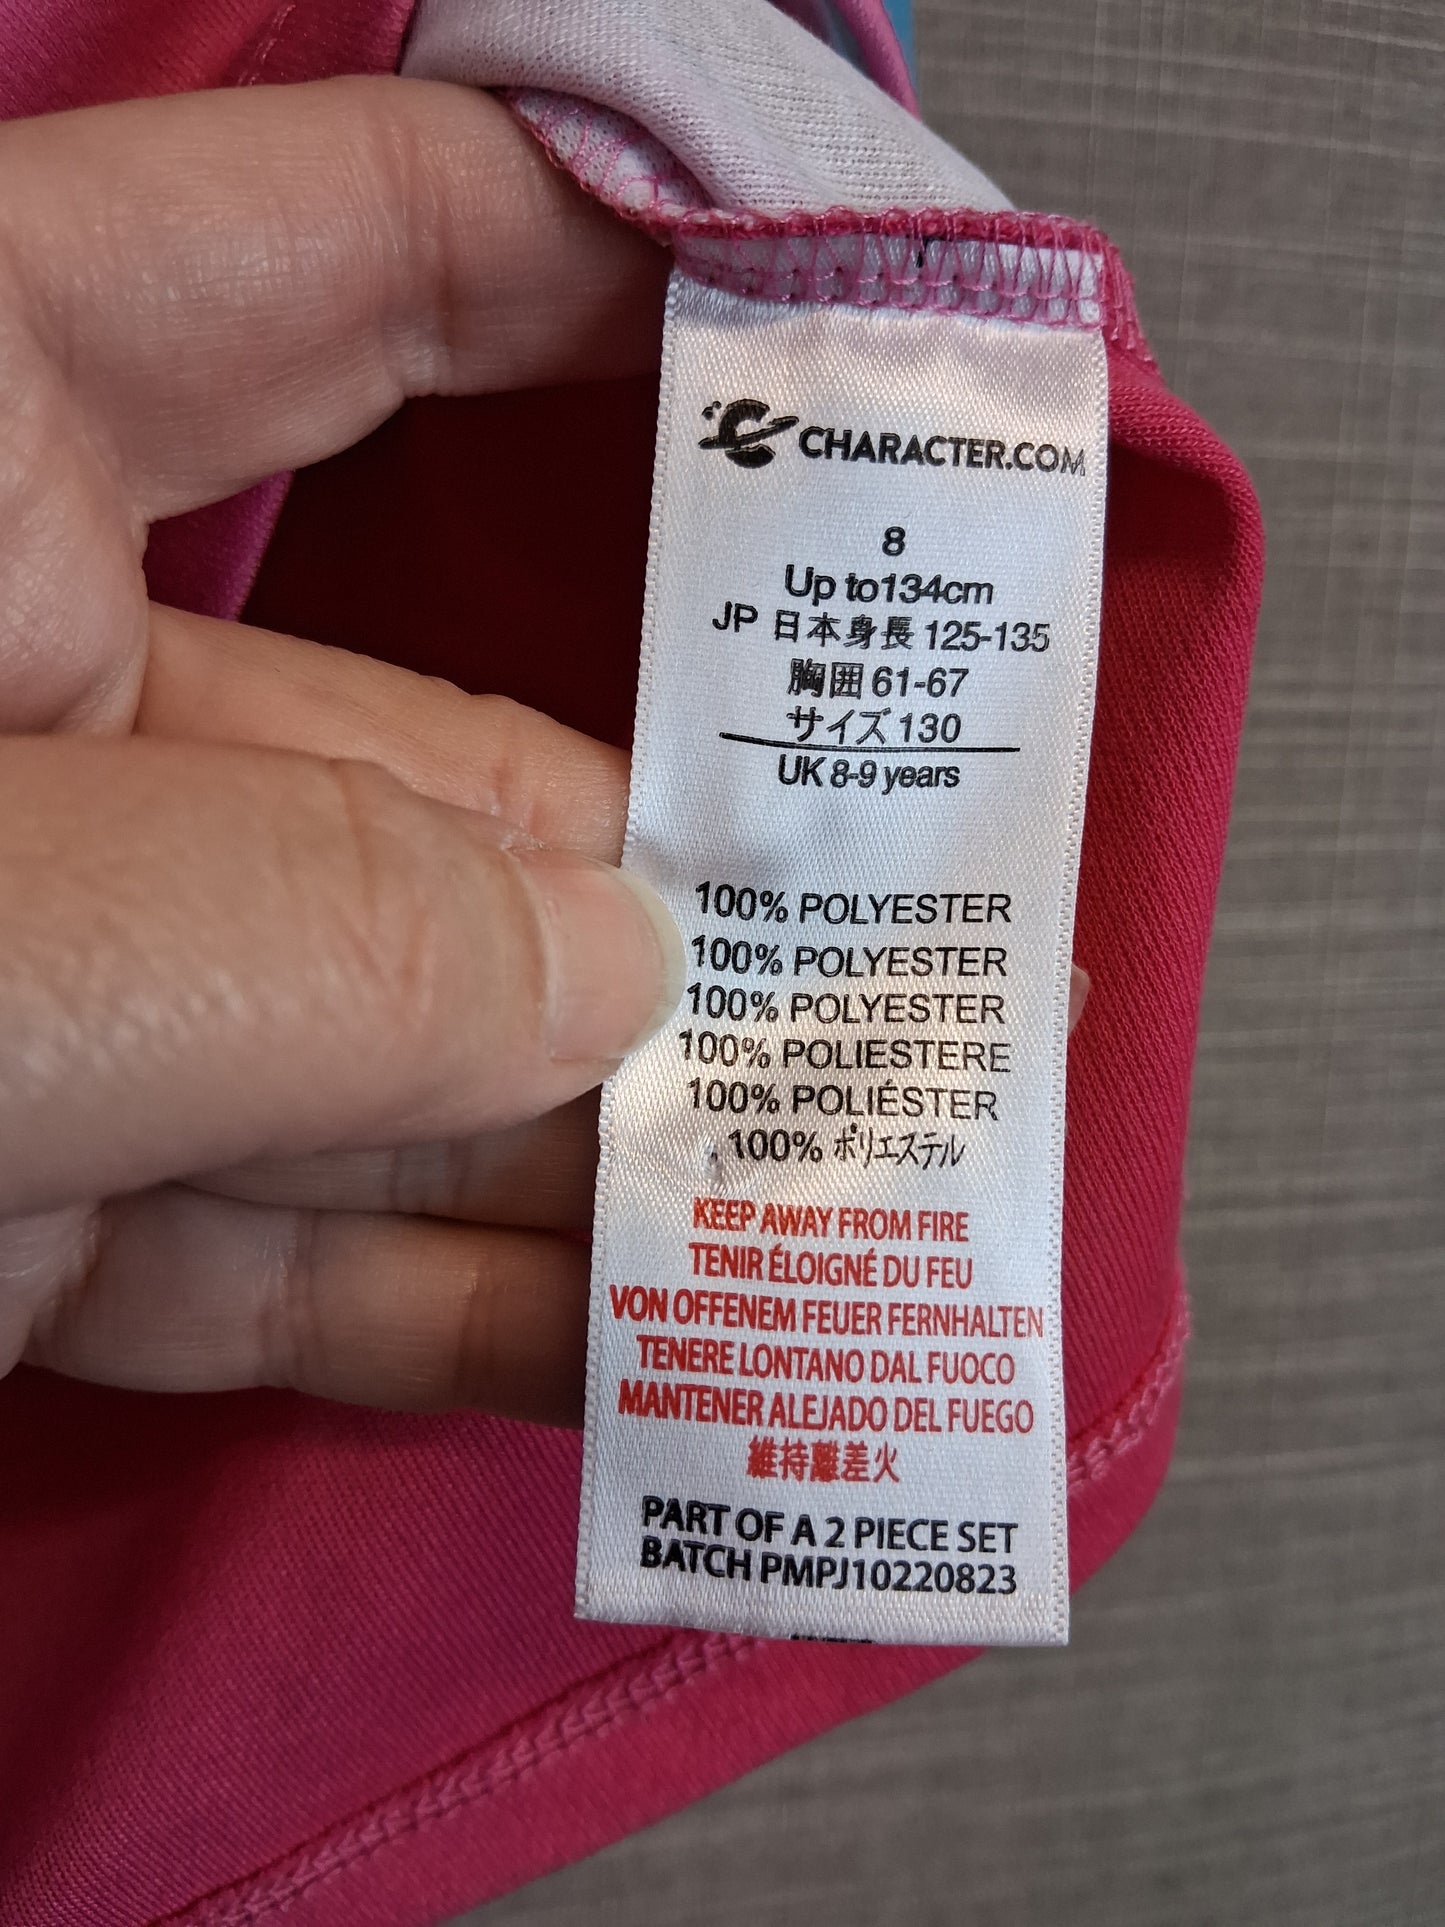 CHARACTER.COM
8
Up to134cm
JP 日本身長 125-135
胸囲 61-67
サイズ 130
UK 8-9 years
100% POLYESTER
100% POLYESTER
100% POLYESTER
100% POLIESTERE
100% POLIÉSTER
100% ポリエステル
KEEP AWAY FROM FIRE
TENIR ÉLOIGNÉ DU FEU
VON OFFENEM FEUER FERNHALTEN
TENERE LONTANO DAL FUOCO
MANTENER ALEJADO DEL FUEGO
維持離差火
PART OF A 2 PIECE SET
BATCH PMPJ10220823